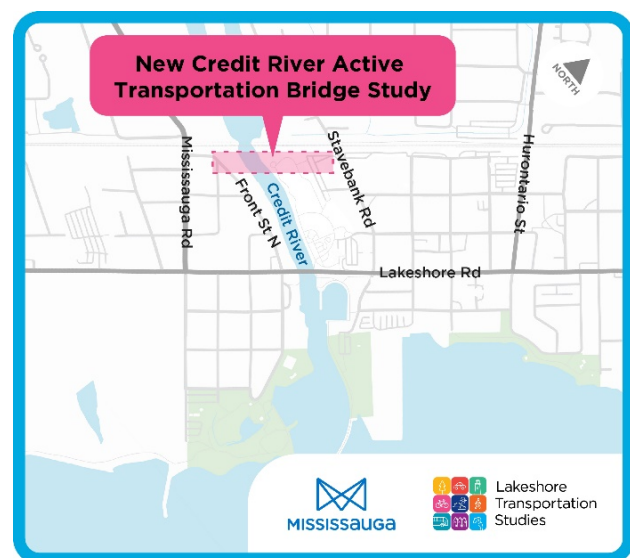 New Credit River Active
Transportation Bridge Study
NORTH
Mississauga Rd
Front St N
Credit River
Stavebank Rd
Hurontario St
Lakeshore Rd
MISSISSAUGA
Lakeshore
Transportation
Studies